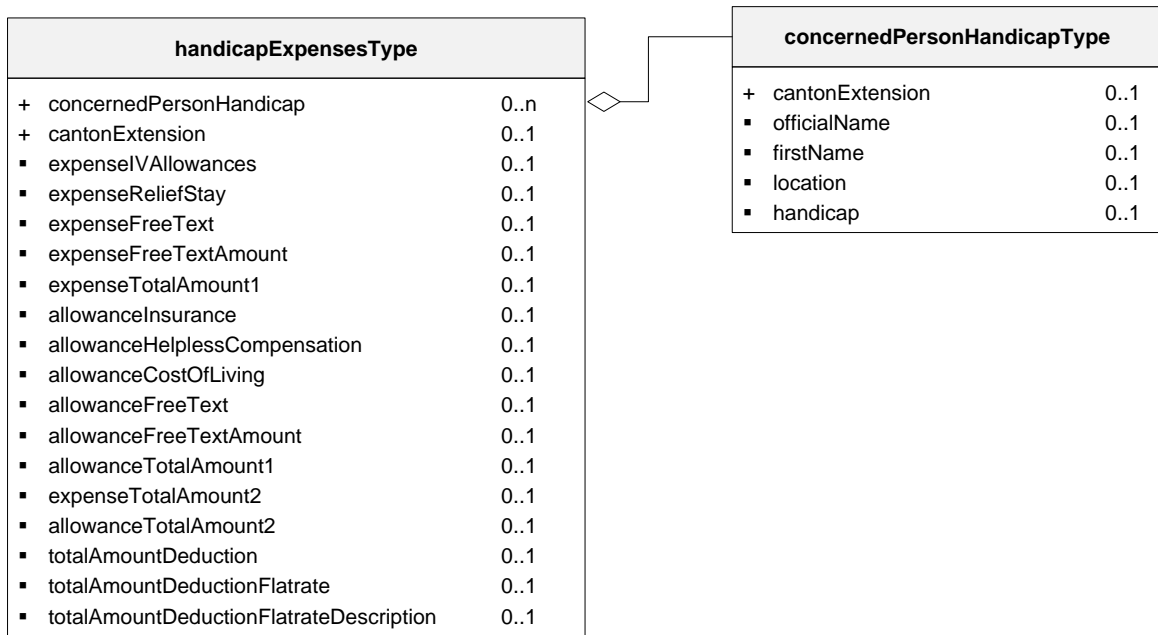 handicapExpensesType
+ concernedPersonHandicap 0..n
+ cantonExtension 0..1
▪ expenseIVAllowances 0..1
▪ expenseReliefStay 0..1
▪ expenseFreeText 0..1
▪ expenseFreeTextAmount 0..1
▪ expenseTotalAmount1 0..1
▪ allowanceInsurance 0..1
▪ allowanceHelplessCompensation 0..1
▪ allowanceCostOfLiving 0..1
▪ allowanceFreeText 0..1
▪ allowanceFreeTextAmount 0..1
▪ allowanceTotalAmount1 0..1
▪ expenseTotalAmount2 0..1
▪ allowanceTotalAmount2 0..1
▪ totalAmountDeduction 0..1
▪ totalAmountDeductionFlatrate 0..1
▪ totalAmountDeductionFlatrateDescription 0..1
concernedPersonHandicapType
+ cantonExtension 0..1
▪ officialName 0..1
▪ firstName 0..1
▪ location 0..1
▪ handicap 0..1